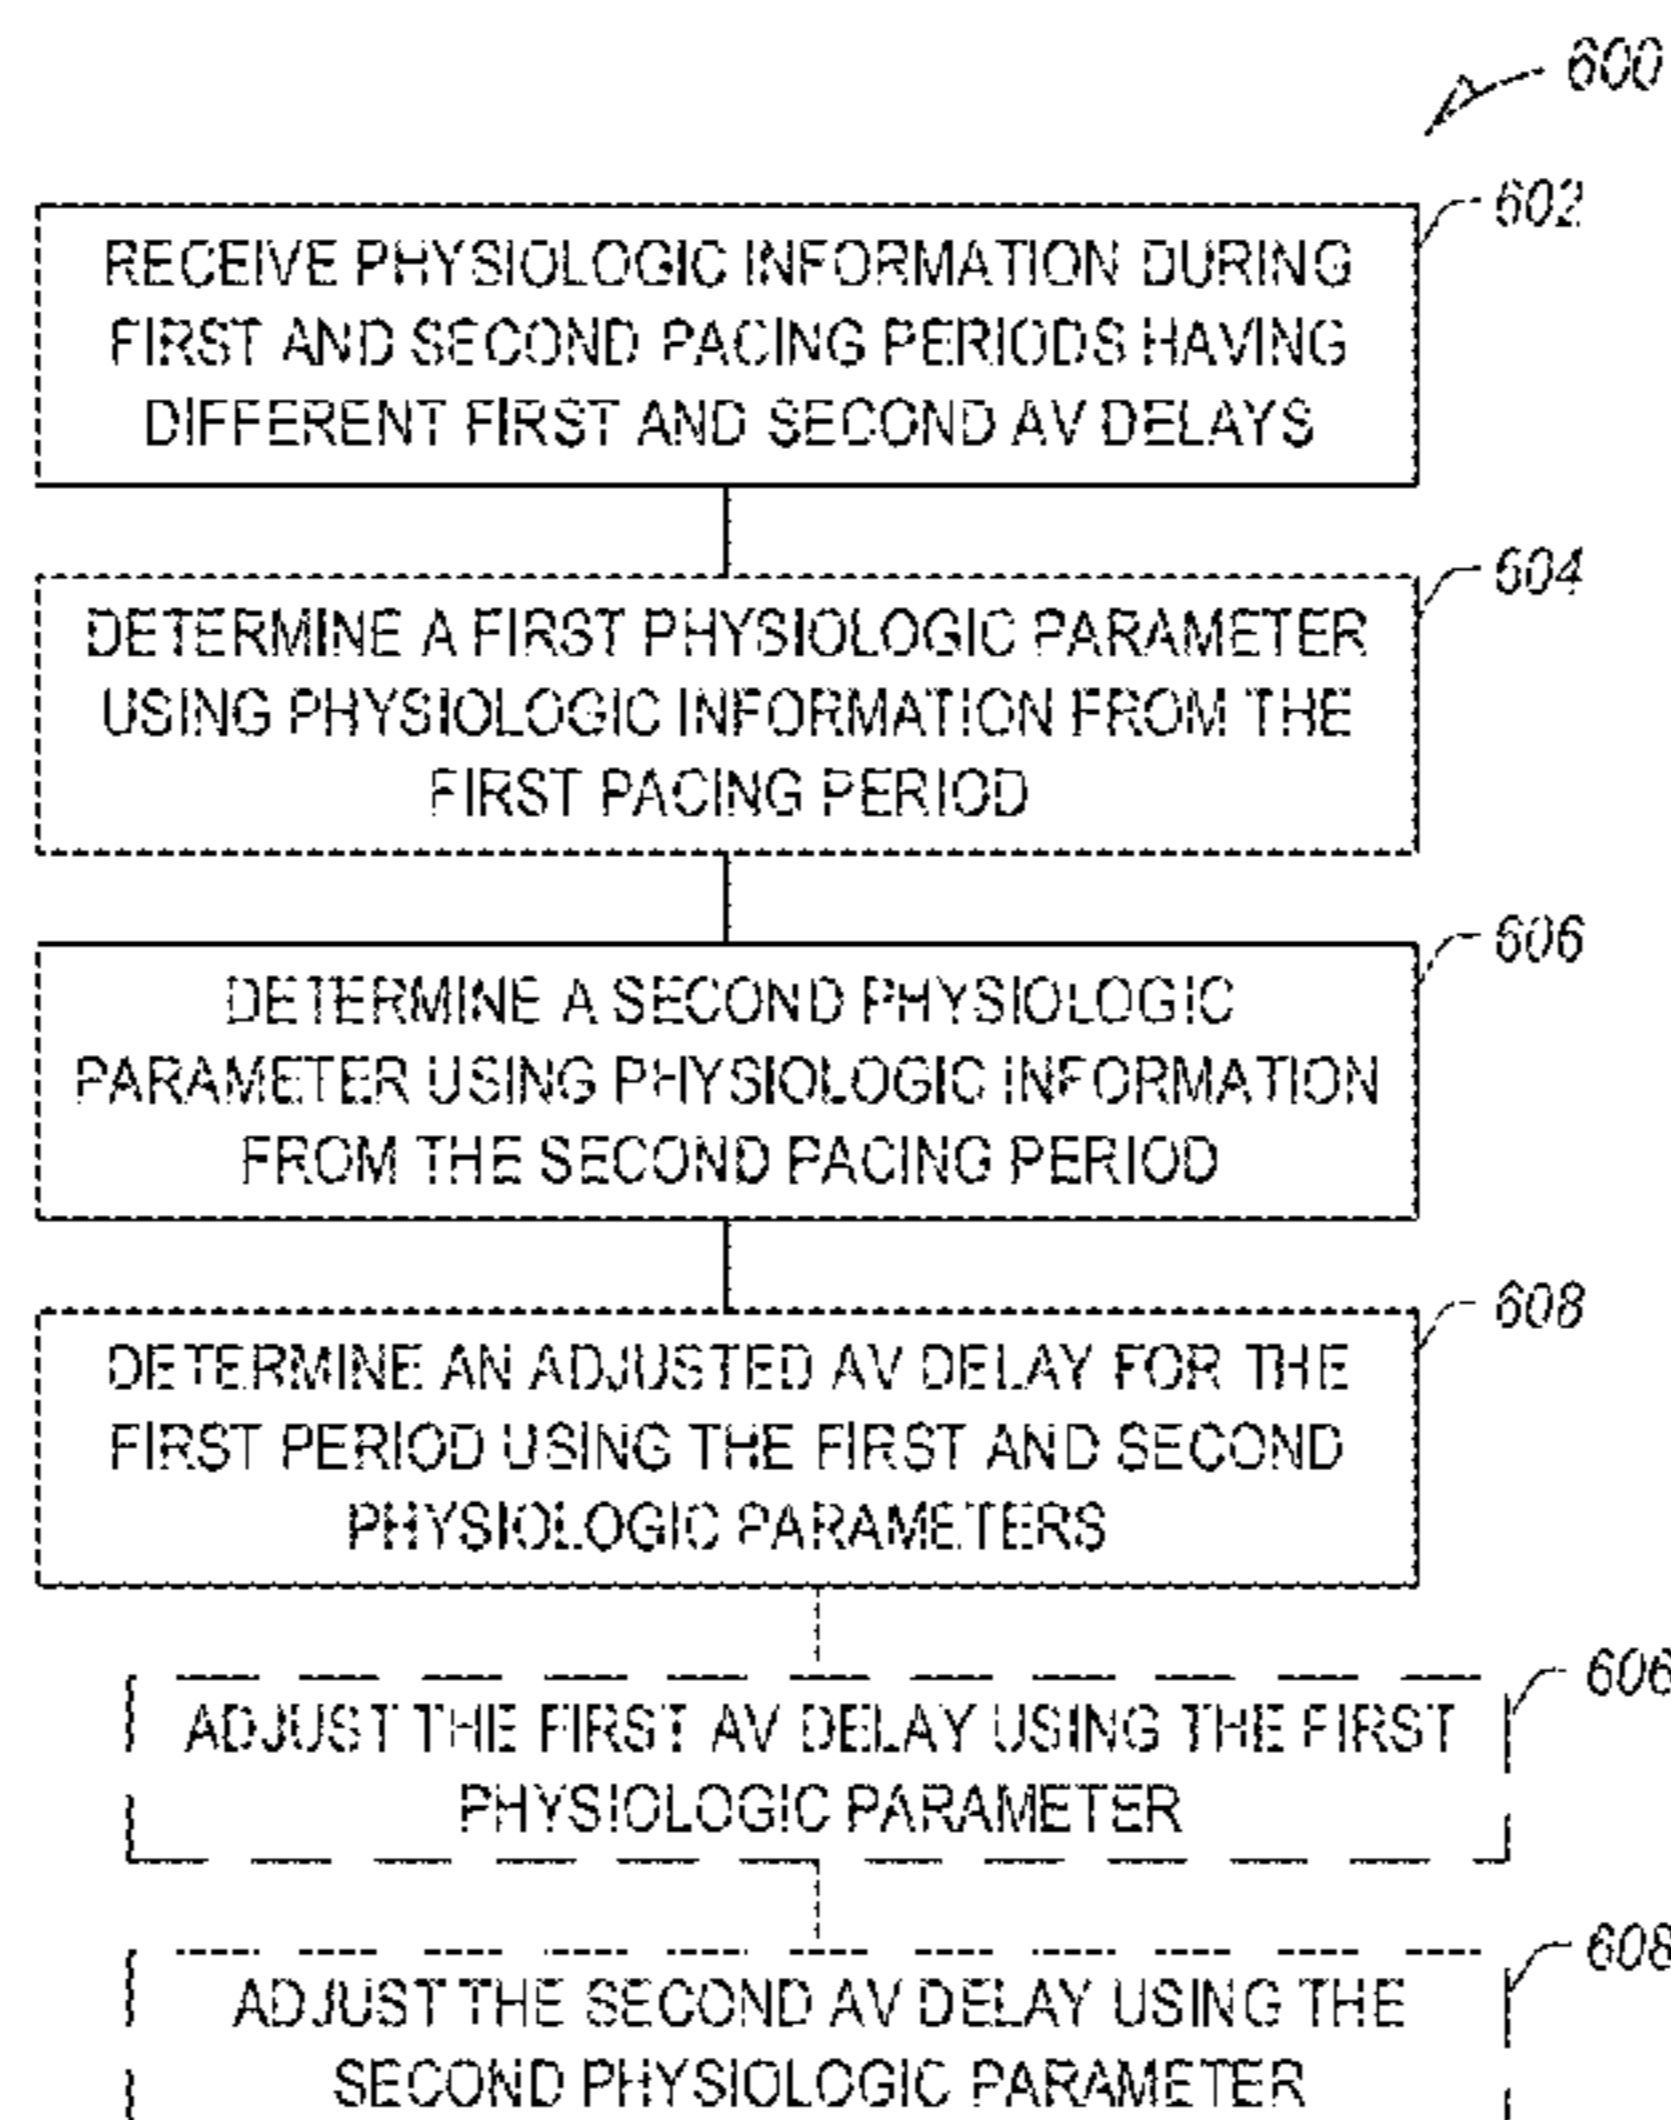 600
602
RECEIVE PHYSIOLOGIC INFORMATION DURING
FIRST AND SECOND PACING PERIODS HAVING
DIFFERENT FIRST AND SECOND AV DELAYS
604
DETERMINE A FIRST PHYSIOLOGIC PARAMETER
USING PHYSIOLOGIC INFORMATION FROM THE
FIRST PACING PERIOD
606
DETERMINE A SECOND PHYSIOLOGIC
PARAMETER USING PHYSIOLOGIC INFORMATION
FROM THE SECOND PACING PERIOD
608
DETERMINE AN ADJUSTED AV DELAY FOR THE
FIRST PERIOD USING THE FIRST AND SECOND
PHYSIOLOGIC PARAMETERS
606
ADJUST THE FIRST AV DELAY USING THE FIRST
PHYSIOLOGIC PARAMETER
608
ADJUST THE SECOND AV DELAY USING THE
SECOND PHYSIOLOGIC PARAMETER